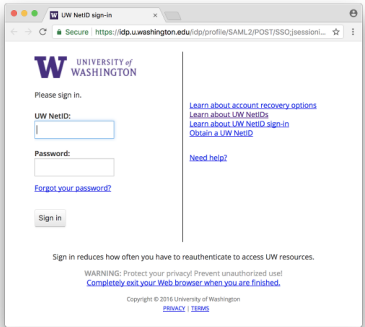 UW NetID sign-in
Secure | https://idp.u.washington.edu/idp/profile/SAML2/POST/SSO;jsessioni...
W UNIVERSITY of
WASHINGTON
Please sign in.
UW NetID:
Password:
Forgot your password?
Sign in
Learn about account recovery options
Learn about UW NetIDs
Learn about UW NetID sign-in
Obtain a UW NetID
Need help?
Sign in reduces how often you have to reauthenticate to access UW resources.
WARNING: Protect your privacy! Prevent unauthorized use!
Completely exit your Web browser when you are finished.
Copyright © 2016 University of Washington
PRIVACY | TERMS